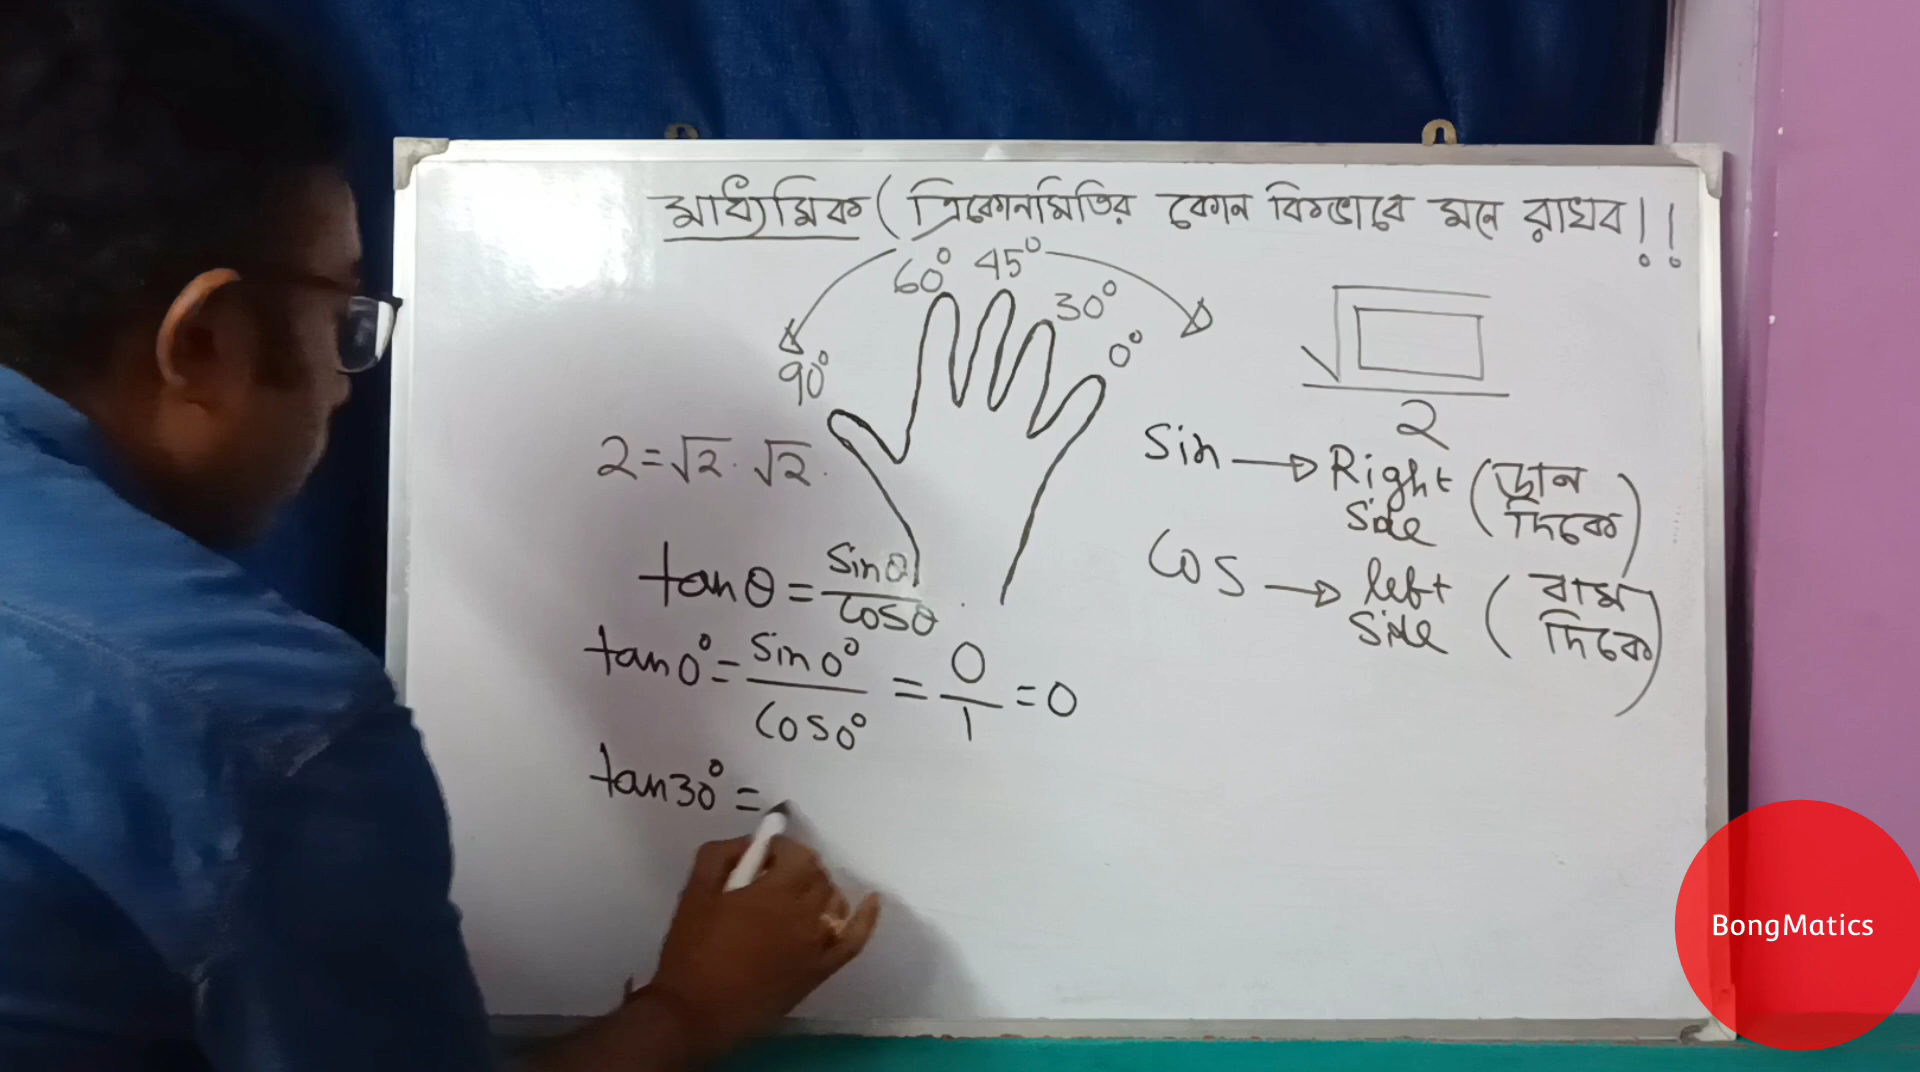 মাধ্যমিক ( ত্রিকোনমিতির কোন কিভাবে মনে রাখব!!
60° 45°
30°
0°
90°
√▭
2
2=√2. √2.
Sin → Right Side (ডান দিকে)
Cos → left Side (বাম দিকে)
tanθ = sinθ/cosθ
tan0° = sin0°/cos0° = 0/1 = 0
tan30° =
BongMatics